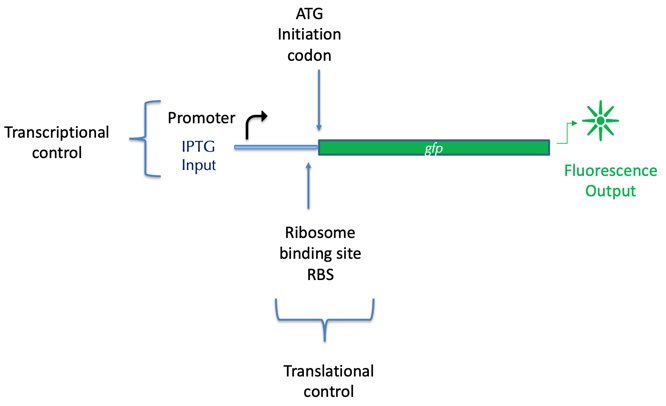 ATG
Initiation
codon
Transcriptional
control
Promoter
IPTG
Input
gfp
Fluorescence
Output
Ribosome
binding site
RBS
Translational
control